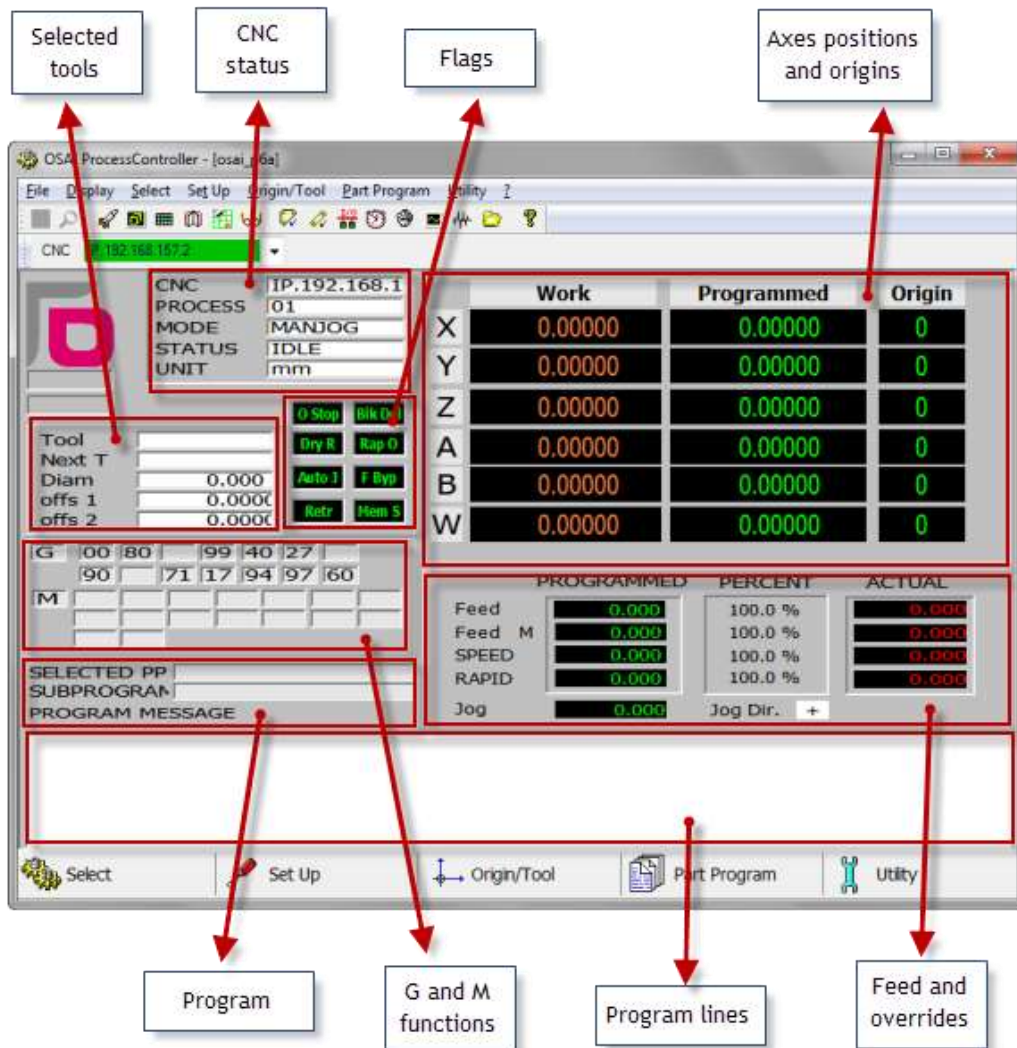 Selected tools
CNC status
Flags
Axes positions and origins
OSAI ProcessController - [osai_p6a]
File Display Select Set Up Origin/Tool Part Program Utility ?
CNC IP.192.168.157.2
CNC IP.192.168.1
PROCESS 01
MODE MANJOG
STATUS IDLE
UNIT mm
Work Programmed Origin
X 0.00000 0.00000 0
Y 0.00000 0.00000 0
Z 0.00000 0.00000 0
A 0.00000 0.00000 0
B 0.00000 0.00000 0
W 0.00000 0.00000 0
O Stop Blk Del
Dry R Rap O
Auto I F Byp
Retr Mem S
Tool
Next T
Diam 0.000
offs 1 0.0000
offs 2 0.0000
G 00 80 99 40 27
90 71 17 94 97 60
M
PROGRAMMED PERCENT ACTUAL
Feed 0.000 100.0 % 0.000
Feed M 0.000 100.0 % 0.000
SPEED 0.000 100.0 % 0.000
RAPID 0.000 100.0 % 0.000
Jog 0.000 Jog Dir. +
SELECTED PP
SUBPROGRAM
PROGRAM MESSAGE
Select Set Up Origin/Tool Part Program Utility
Program
G and M functions
Program lines
Feed and overrides